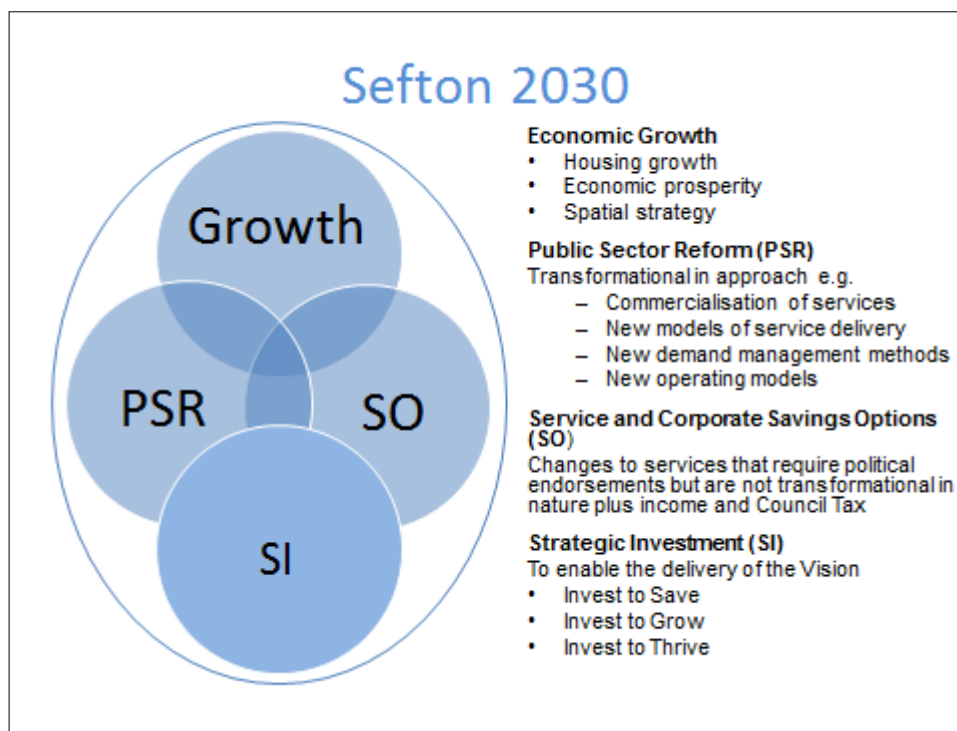 Sefton 2030
Growth
PSR
SO
SI
Economic Growth
• Housing growth
• Economic prosperity
• Spatial strategy
Public Sector Reform (PSR)
Transformational in approach e.g.
– Commercialisation of services
– New models of service delivery
– New demand management methods
– New operating models
Service and Corporate Savings Options
(SO)
Changes to services that require political
endorsements but are not transformational in
nature plus income and Council Tax
Strategic Investment (SI)
To enable the delivery of the Vision
• Invest to Save
• Invest to Grow
• Invest to Thrive